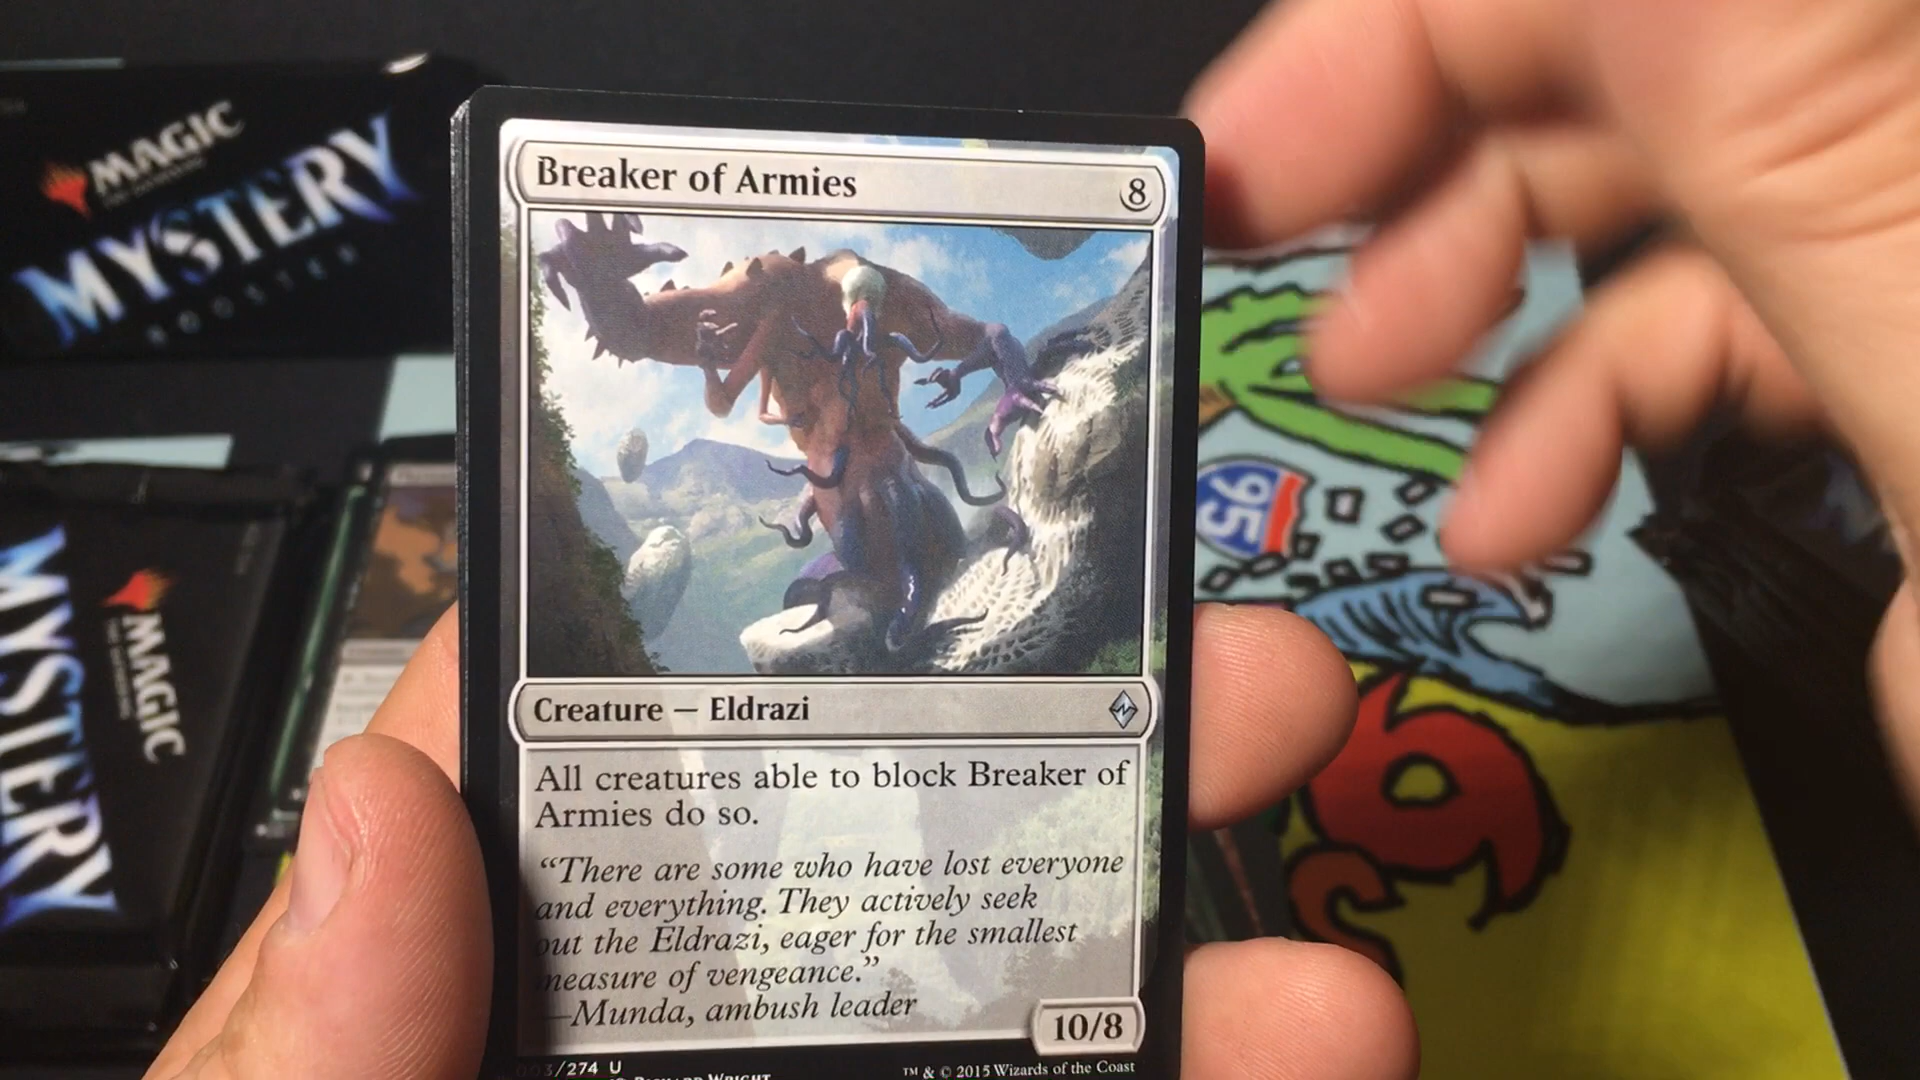 MAGIC
MYSTERY
BOOSTER
MAGIC
MYSTERY
Breaker of Armies
8
95
Creature — Eldrazi
All creatures able to block Breaker of
Armies do so.
“There are some who have lost everyone
and everything. They actively seek
out the Eldrazi, eager for the smallest
measure of vengeance.”
—Munda, ambush leader
10/8
/274 U
WRIGHT
™ & © 2015 Wizards of the Coast